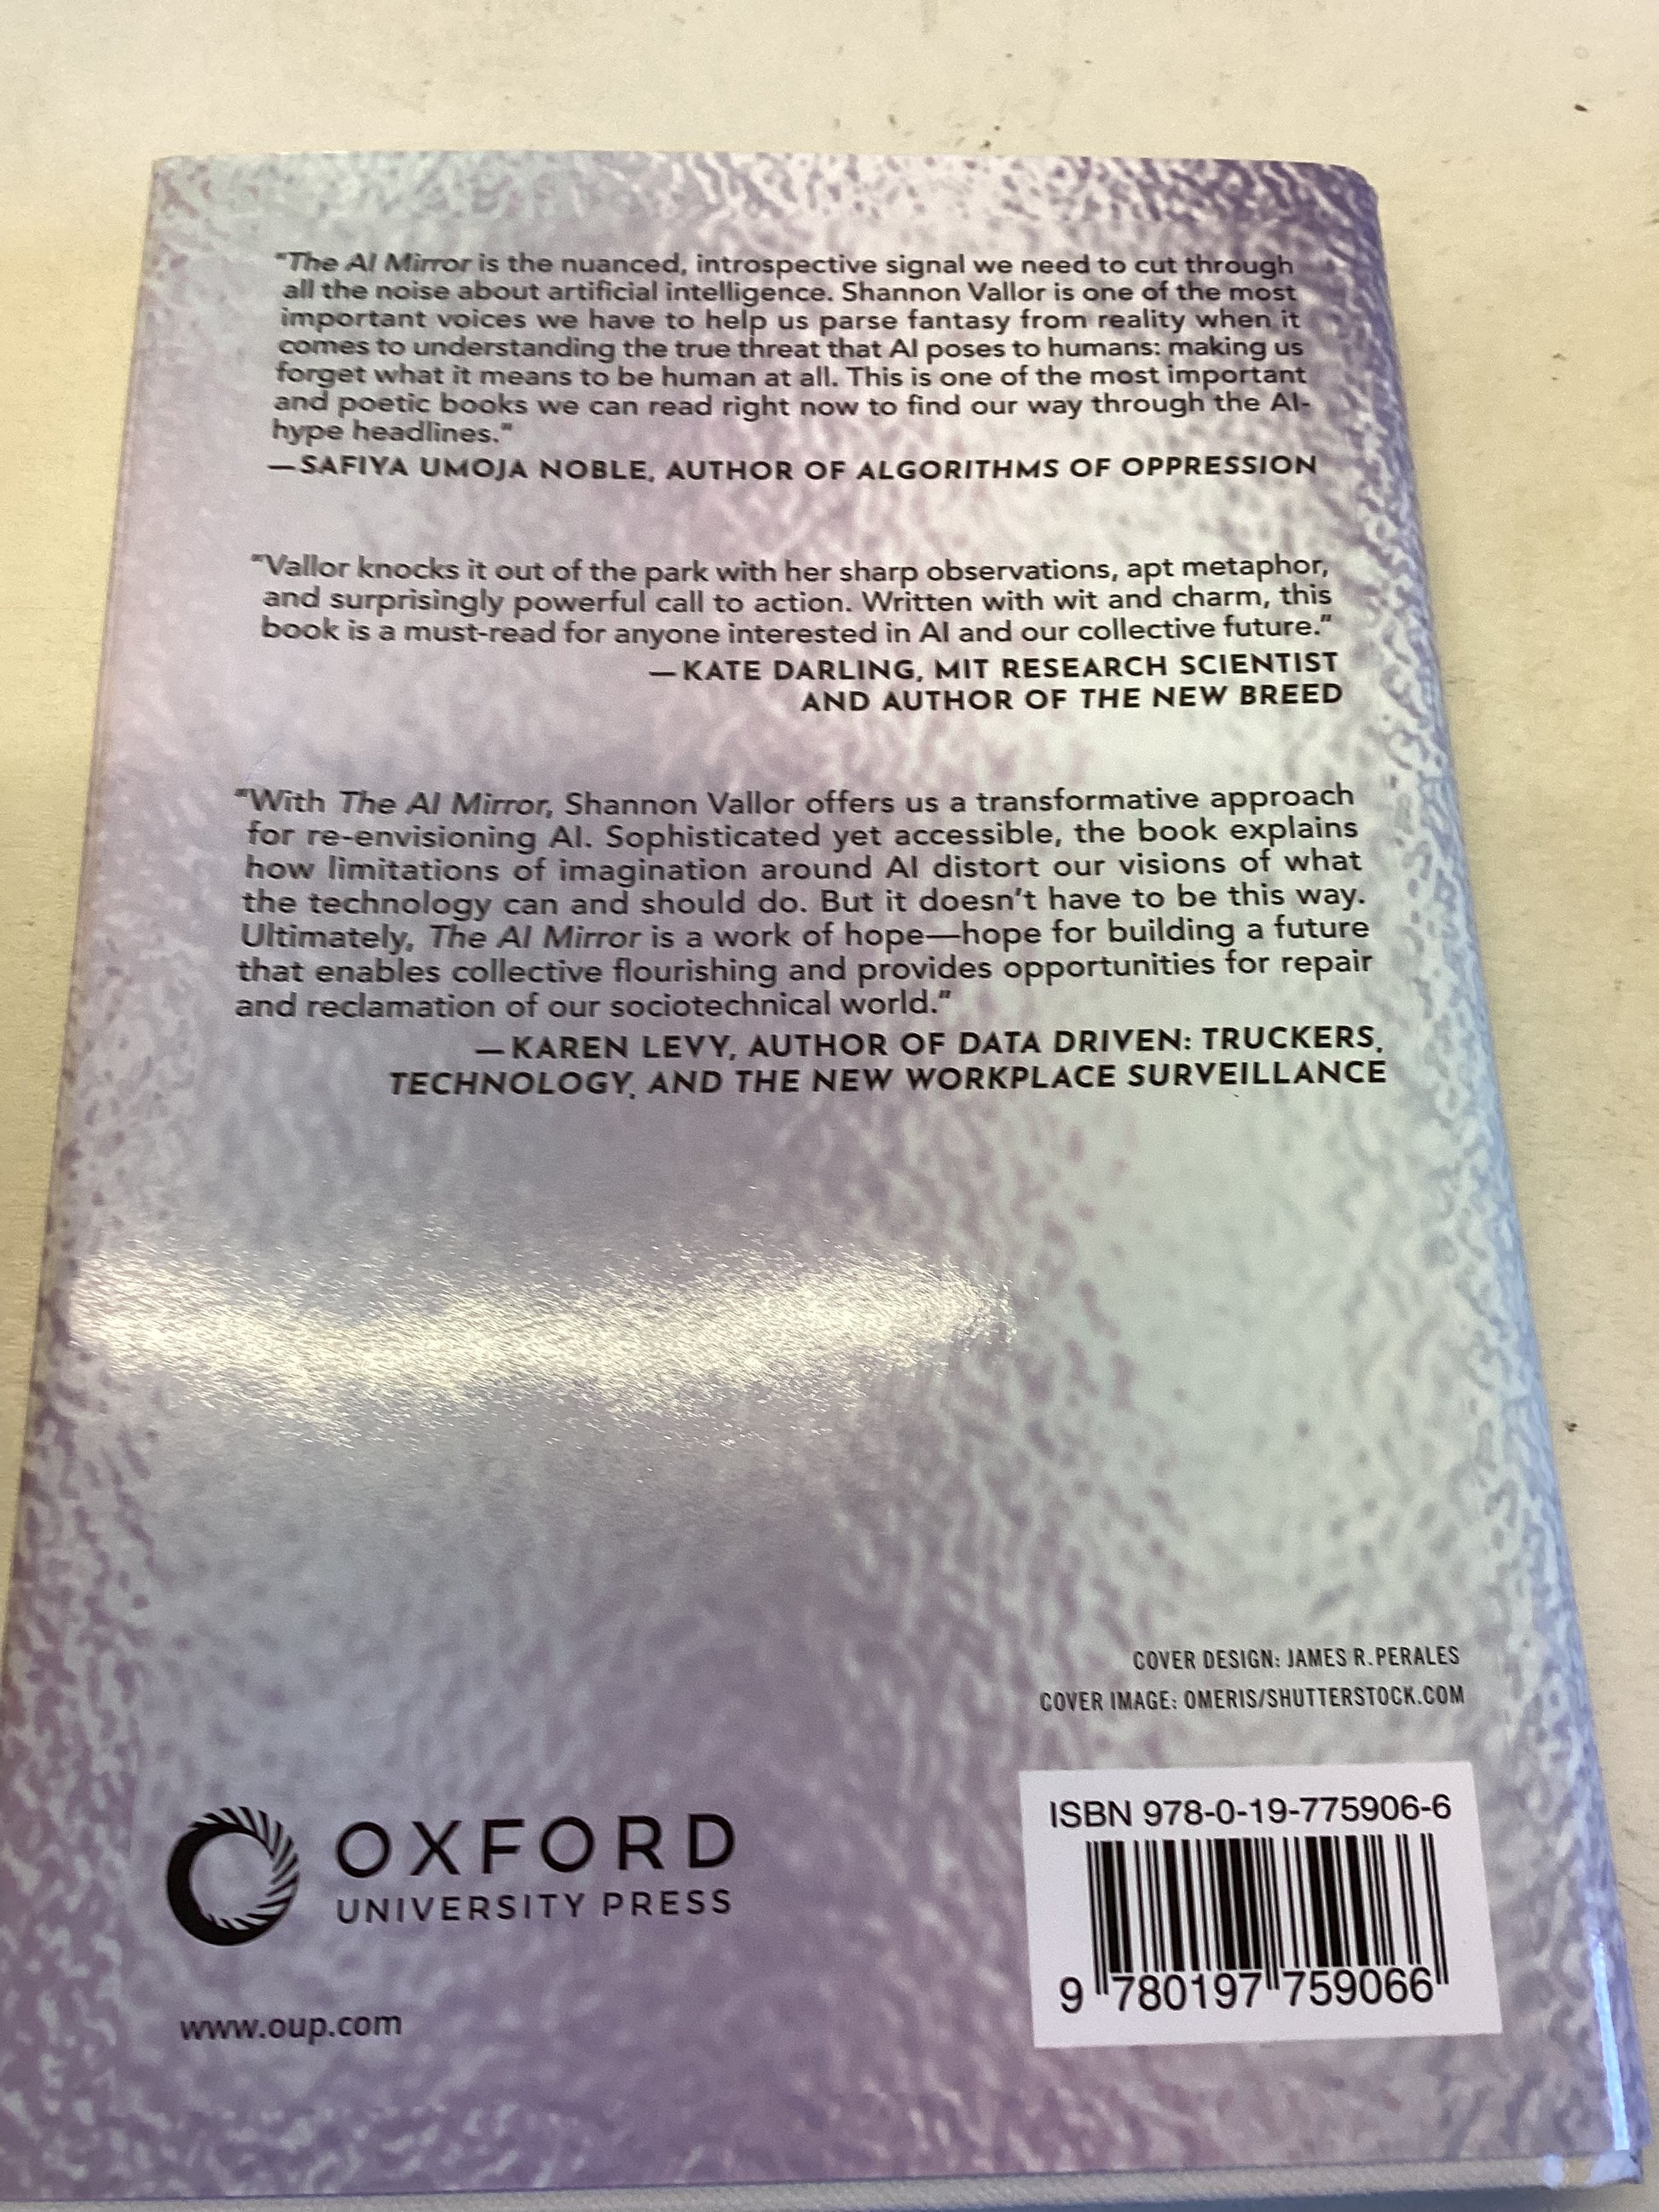 "The AI Mirror is the nuanced, introspective signal we need to cut through
all the noise about artificial intelligence. Shannon Vallor is one of the most
important voices we have to help us parse fantasy from reality when it
comes to understanding the true threat that AI poses to humans: making us
forget what it means to be human at all. This is one of the most important
and poetic books we can read right now to find our way through the AI-
hype headlines."
—SAFIYA UMOJA NOBLE, AUTHOR OF ALGORITHMS OF OPPRESSION
"Vallor knocks it out of the park with her sharp observations, apt metaphor,
and surprisingly powerful call to action. Written with wit and charm, this
book is a must-read for anyone interested in AI and our collective future."
—KATE DARLING, MIT RESEARCH SCIENTIST
AND AUTHOR OF THE NEW BREED
"With The AI Mirror, Shannon Vallor offers us a transformative approach
for re-envisioning AI. Sophisticated yet accessible, the book explains
how limitations of imagination around AI distort our visions of what
the technology can and should do. But it doesn't have to be this way.
Ultimately, The AI Mirror is a work of hope—hope for building a future
that enables collective flourishing and provides opportunities for repair
and reclamation of our sociotechnical world."
—KAREN LEVY, AUTHOR OF DATA DRIVEN: TRUCKERS,
TECHNOLOGY, AND THE NEW WORKPLACE SURVEILLANCE
COVER DESIGN: JAMES R. PERALES
COVER IMAGE: OMERIS/SHUTTERSTOCK.COM
OXFORD
UNIVERSITY PRESS
www.oup.com
ISBN 978-0-19-775906-6
9 780197 759066